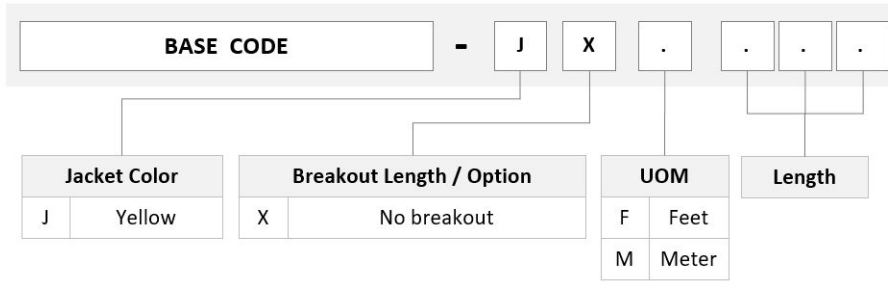 BASE CODE - J X . . . .
Jacket Color
J Yellow
Breakout Length / Option
X No breakout
UOM
F Feet
M Meter
Length